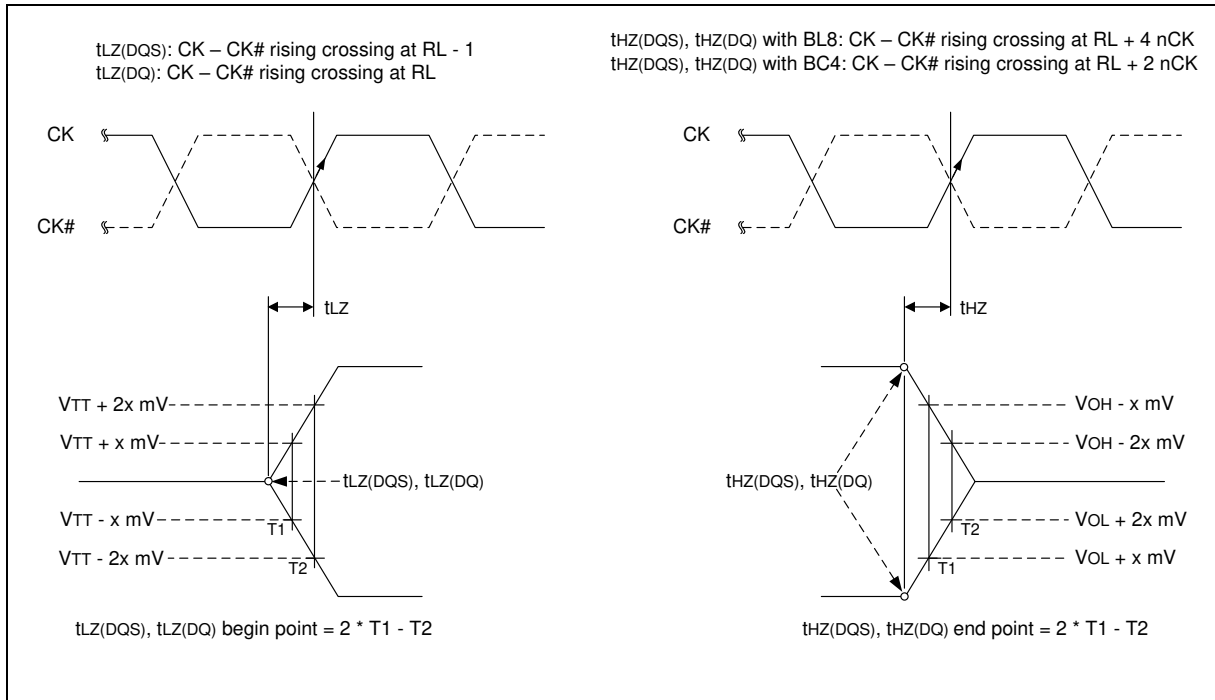 tLZ(DQS): CK – CK# rising crossing at RL - 1
tLZ(DQ): CK – CK# rising crossing at RL
tHZ(DQS), tHZ(DQ) with BL8: CK – CK# rising crossing at RL + 4 nCK
tHZ(DQS), tHZ(DQ) with BC4: CK – CK# rising crossing at RL + 2 nCK
CK
CK#
CK
CK#
tLZ
tHZ
VTT + 2x mV
VTT + x mV
tLZ(DQS), tLZ(DQ)
VTT - x mV
T1
VTT - 2x mV
T2
VOH - x mV
VOH - 2x mV
tHZ(DQS), tHZ(DQ)
VOL + 2x mV
T2
VOL + x mV
T1
tLZ(DQS), tLZ(DQ) begin point = 2 * T1 - T2
tHZ(DQS), tHZ(DQ) end point = 2 * T1 - T2